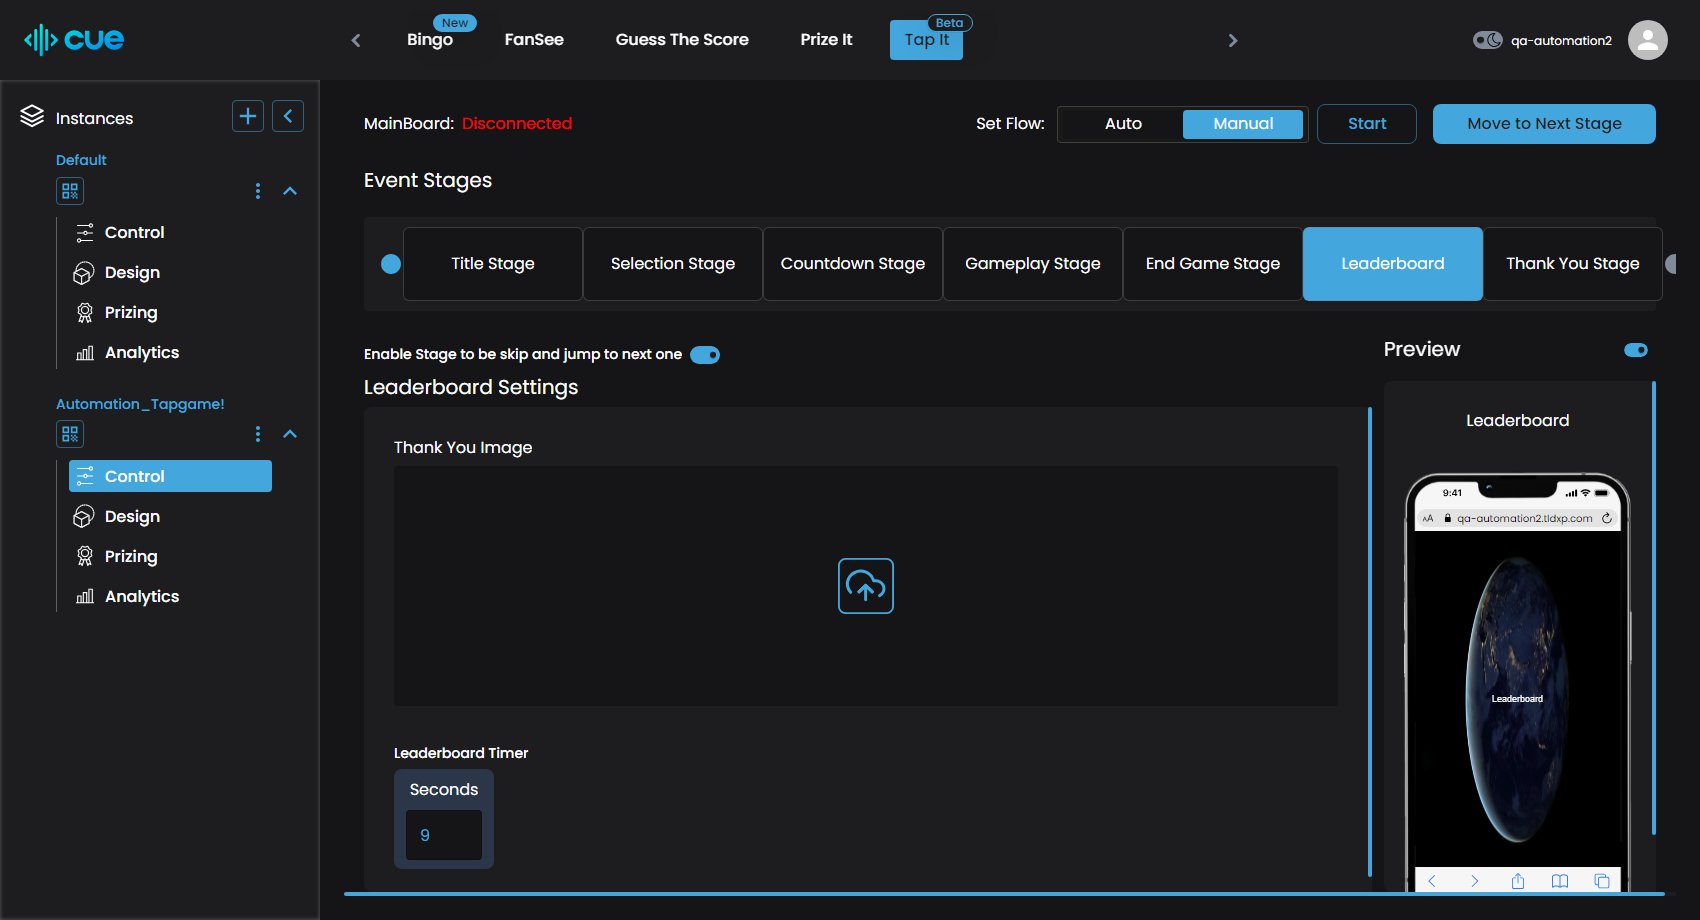 cue
New
Bingo
FanSee
Guess The Score
Prize It
Beta
Tap It
qa-automation2
Instances
Default
Control
Design
Prizing
Analytics
Automation_Tapgame!
Control
Design
Prizing
Analytics
MainBoard: Disconnected
Set Flow:
Auto
Manual
Start
Move to Next Stage
Event Stages
Title Stage
Selection Stage
Countdown Stage
Gameplay Stage
End Game Stage
Leaderboard
Thank You Stage
Enable Stage to be skip and jump to next one
Leaderboard Settings
Thank You Image
Leaderboard Timer
Seconds
9
Preview
Leaderboard
9:41
AA qa-automation2.tldxp.com
Leaderboard